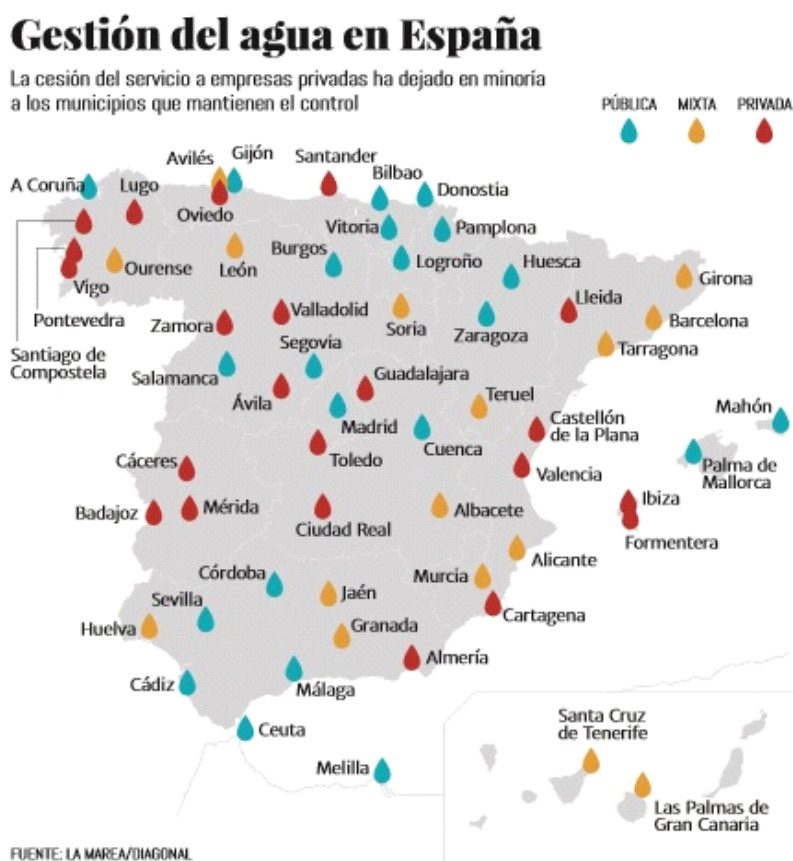 Gestión del agua en España
La cesión del servicio a empresas privadas ha dejado en minoría
a los municipios que mantienen el control
PÚBLICA
MIXTA
PRIVADA
Avilés
Gijón
Santander
Bilbao
A Coruña
Lugo
Donostia
Oviedo
Vitoria
Pamplona
Burgos
Logroño
Huesca
Ourense
León
Girona
Vigo
Lleida
Pontevedra
Zamora
Valladolid
Soria
Zaragoza
Barcelona
Segovia
Tarragona
Santiago de
Compostela
Salamanca
Guadalajara
Ávila
Teruel
Mahón
Madrid
Castellón
de la Plana
Cuenca
Cáceres
Toledo
Palma de
Mallorca
Valencia
Badajoz
Mérida
Ibiza
Ciudad Real
Albacete
Formentera
Alicante
Córdoba
Murcia
Sevilla
Jaén
Cartagena
Huelva
Granada
Almería
Cádiz
Málaga
Ceuta
Santa Cruz
de Tenerife
Melilla
Las Palmas de
Gran Canaria
FUENTE: LA MAREA/DIAGONAL